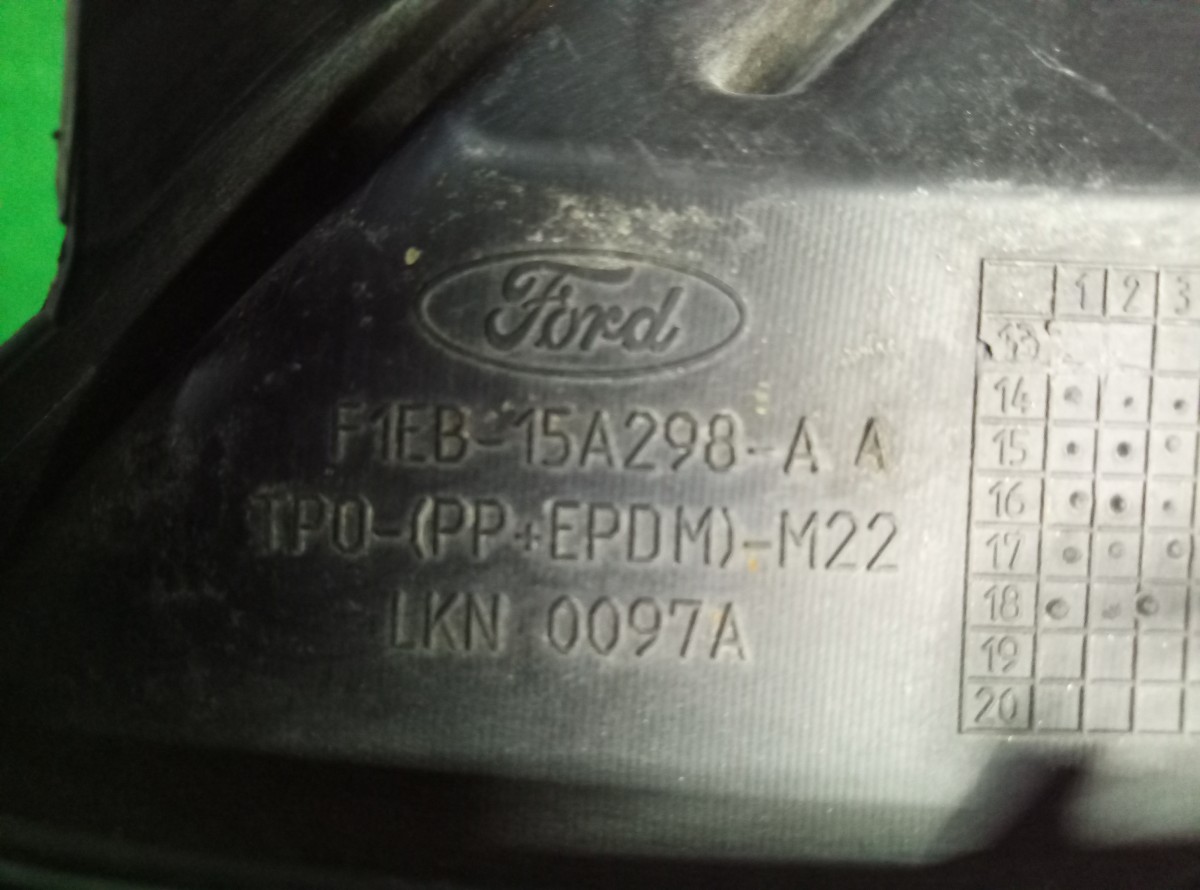 Ford
F1EB-15A298-A A
TPO-(PP+EPDM)-M22
LKN 0097A
1 2 3
13
14
15
16
17
18
19
20